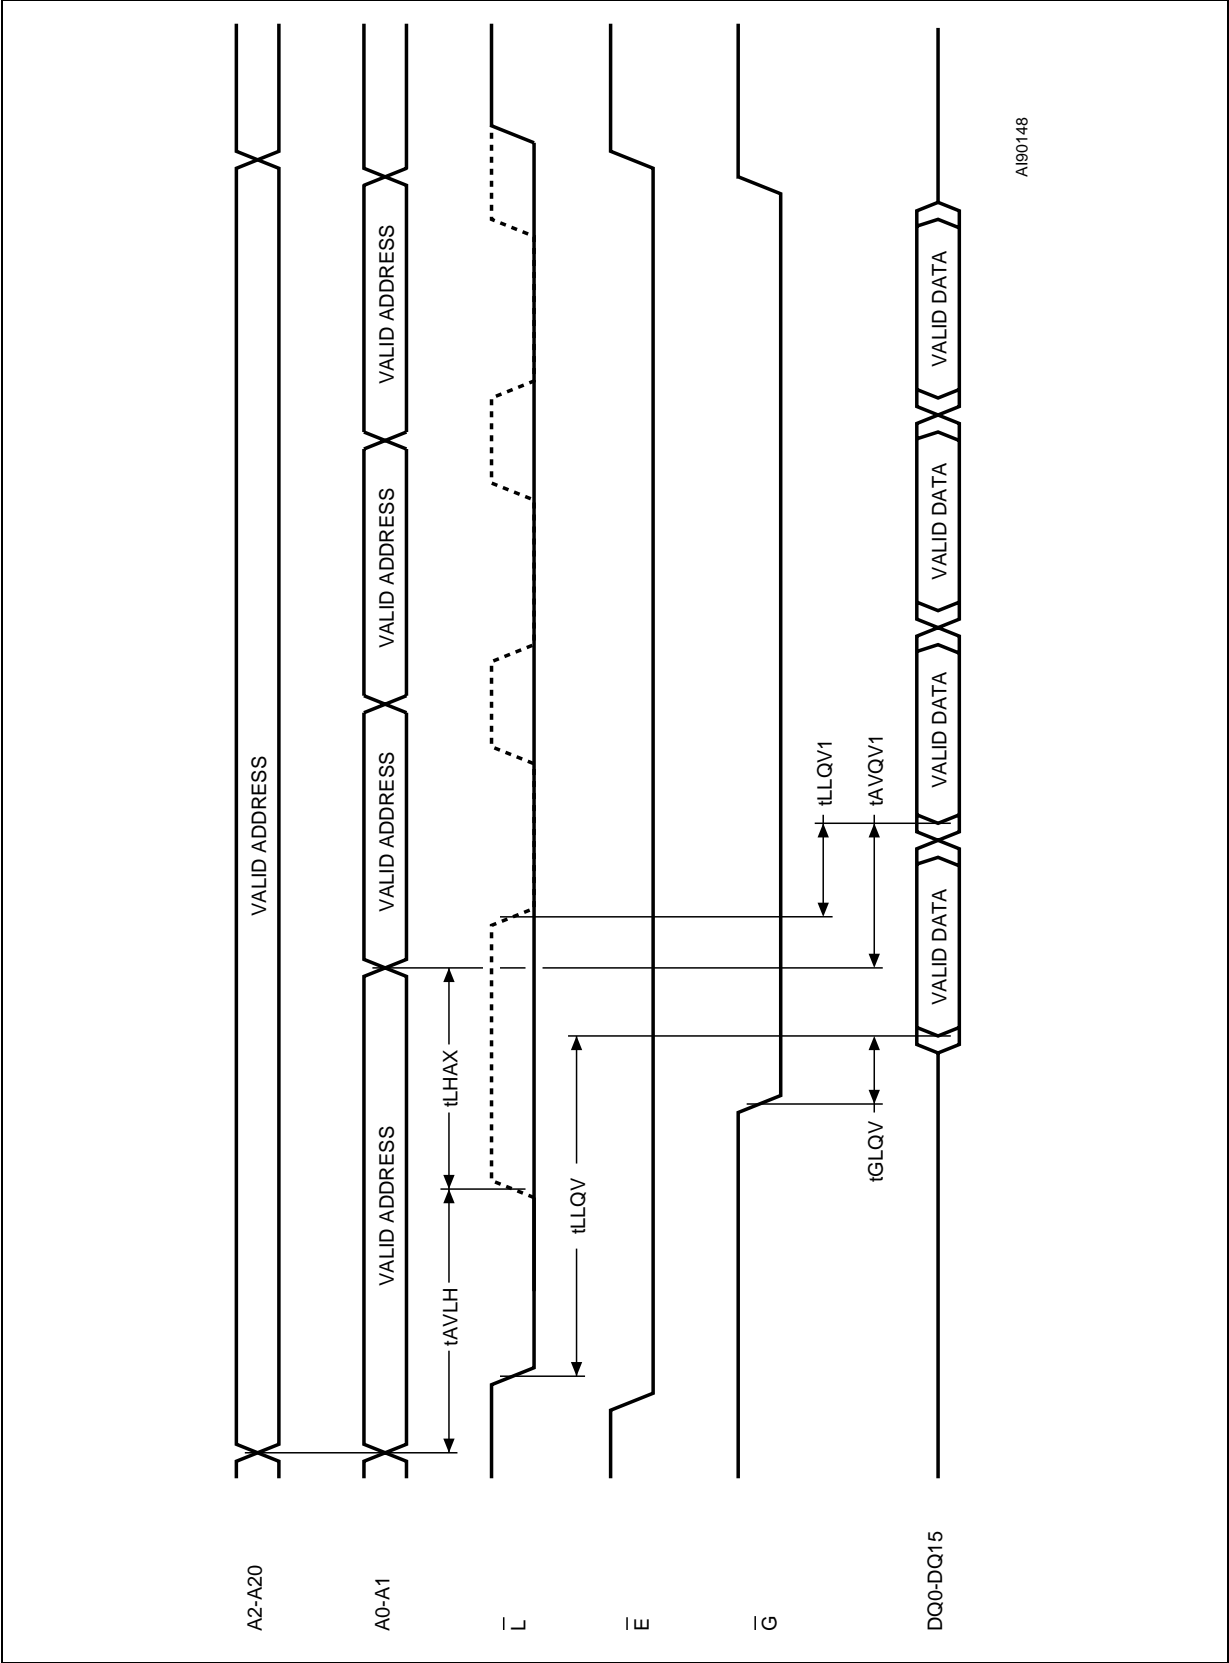 A2-A20
VALID ADDRESS
A0-A1
VALID ADDRESS
VALID ADDRESS
VALID ADDRESS
VALID ADDRESS
tAVLH
tLHAX
L
tLLQV
E
G
tLLQV1
tGLQV
tAVQV1
DQ0-DQ15
VALID DATA
VALID DATA
VALID DATA
VALID DATA
AI90148